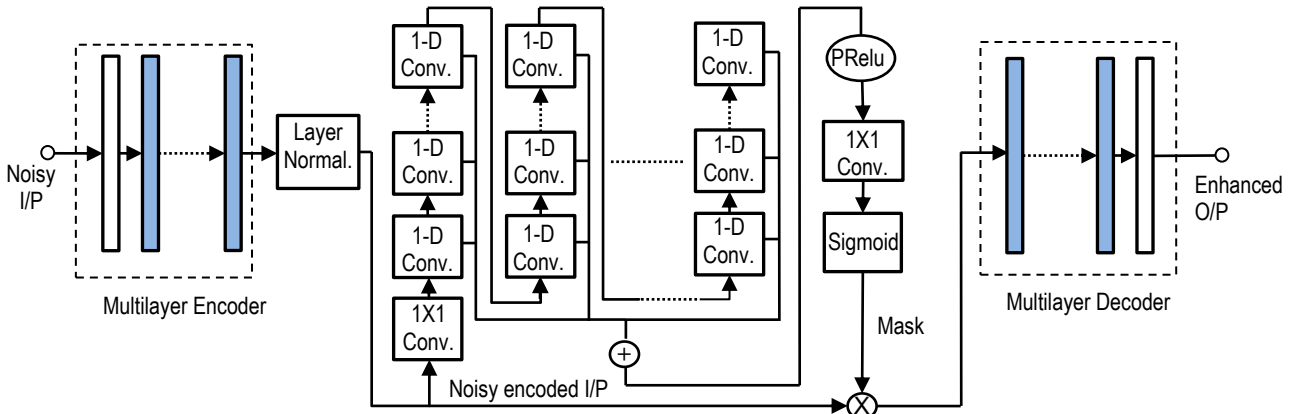 Noisy
I/P
Multilayer Encoder
Layer
Normal.
1-D
Conv.
1-D
Conv.
1-D
Conv.
1X1
Conv.
1-D
Conv.
1-D
Conv.
1-D
Conv.
1-D
Conv.
1-D
Conv.
1-D
Conv.
+
Noisy encoded I/P
PRelu
1X1
Conv.
Sigmoid
Mask
X
Multilayer Decoder
Enhanced
O/P